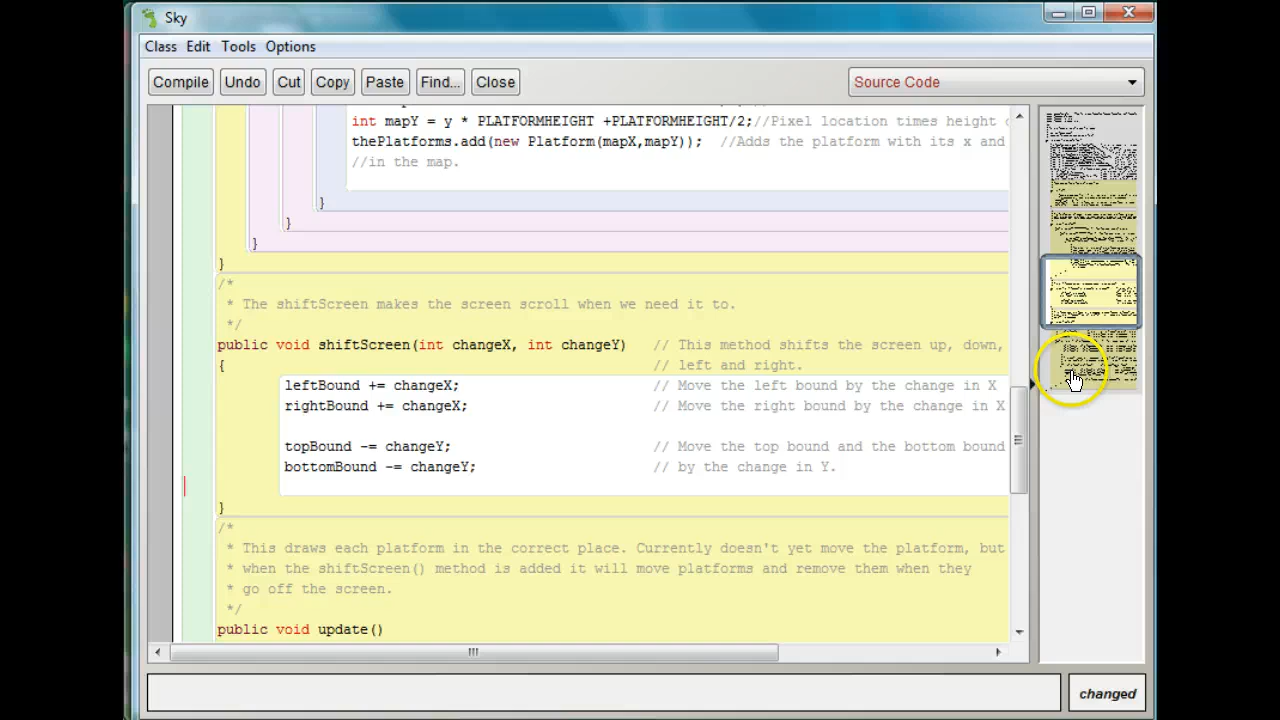 Sky
Class Edit Tools Options
Compile Undo Cut Copy Paste Find... Close Source Code
int mapY = y * PLATFORMHEIGHT +PLATFORMHEIGHT/2;//Pixel location times height
thePlatforms.add(new Platform(mapX,mapY)); //Adds the platform with its x and
//in the map.
}
}
}
}
/*
* The shiftScreen makes the screen scroll when we need it to.
*/
public void shiftScreen(int changeX, int changeY) // This method shifts the screen up, down,
{ // left and right.
leftBound += changeX; // Move the left bound by the change in X
rightBound += changeX; // Move the right bound by the change in X
topBound -= changeY; // Move the top bound and the bottom bound
bottomBound -= changeY; // by the change in Y.
}
/*
* This draws each platform in the correct place. Currently doesn't yet move the platform, but
* when the shiftScreen() method is added it will move platforms and remove them when they
* go off the screen.
*/
public void update()
changed